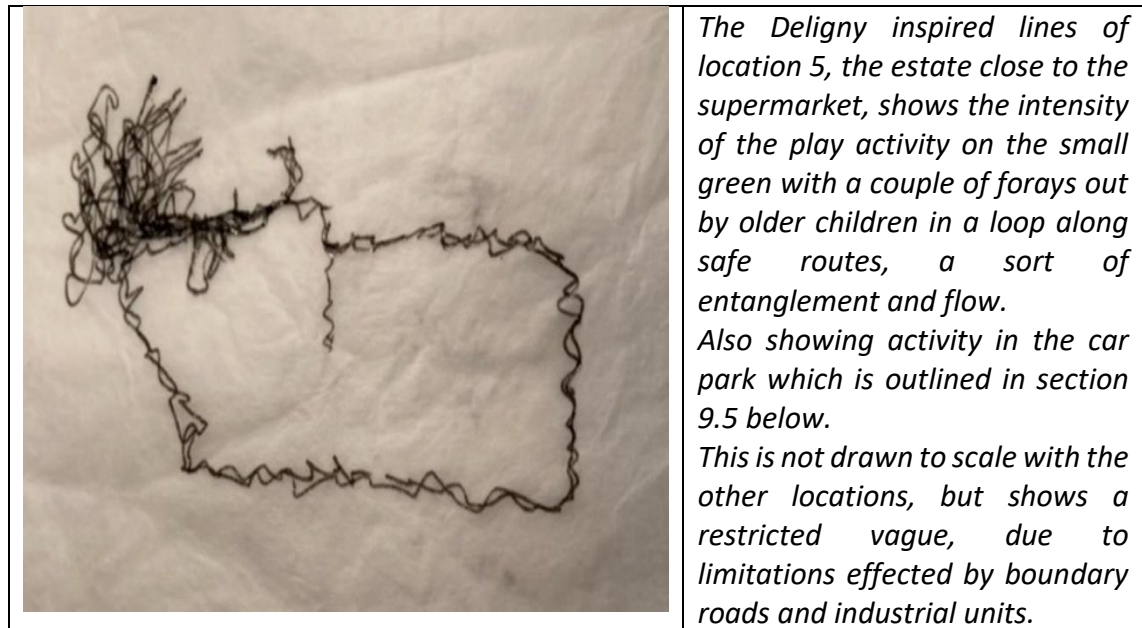 The Deligny inspired lines of
location 5, the estate close to the
supermarket, shows the intensity
of the play activity on the small
green with a couple of forays out
by older children in a loop along
safe routes, a sort of
entanglement and flow.
Also showing activity in the car
park which is outlined in section
9.5 below.
This is not drawn to scale with the
other locations, but shows a
restricted vague, due to
limitations effected by boundary
roads and industrial units.